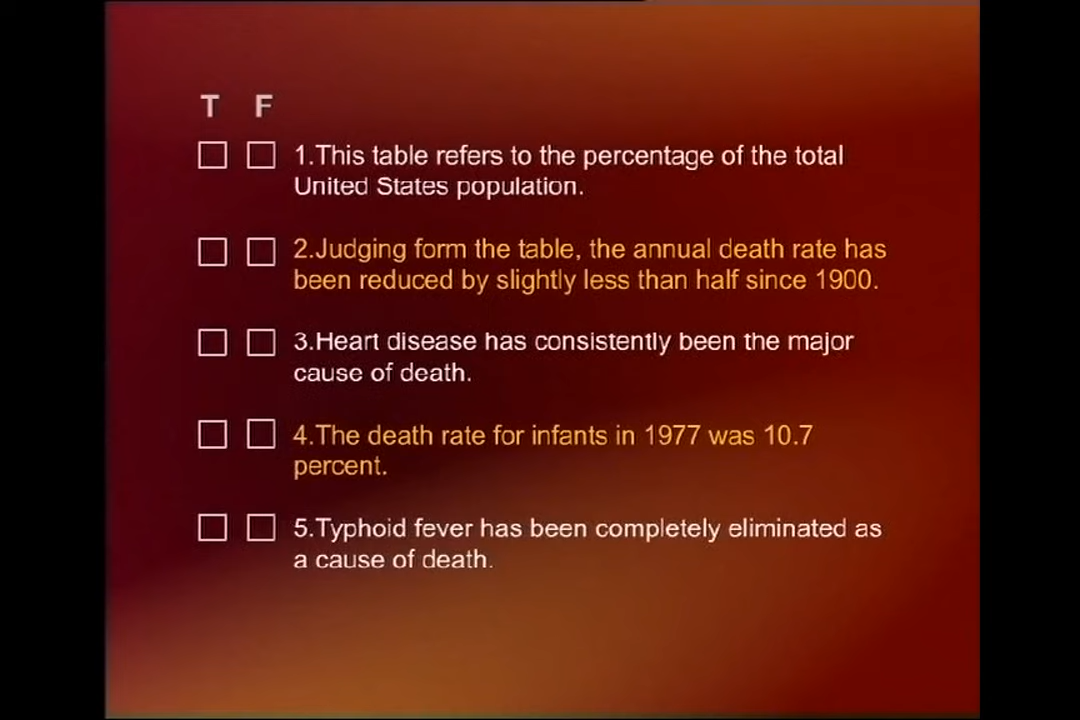 T F
1.This table refers to the percentage of the total
United States population.
2.Judging form the table, the annual death rate has
been reduced by slightly less than half since 1900.
3.Heart disease has consistently been the major
cause of death.
4.The death rate for infants in 1977 was 10.7
percent.
5.Typhoid fever has been completely eliminated as
a cause of death.